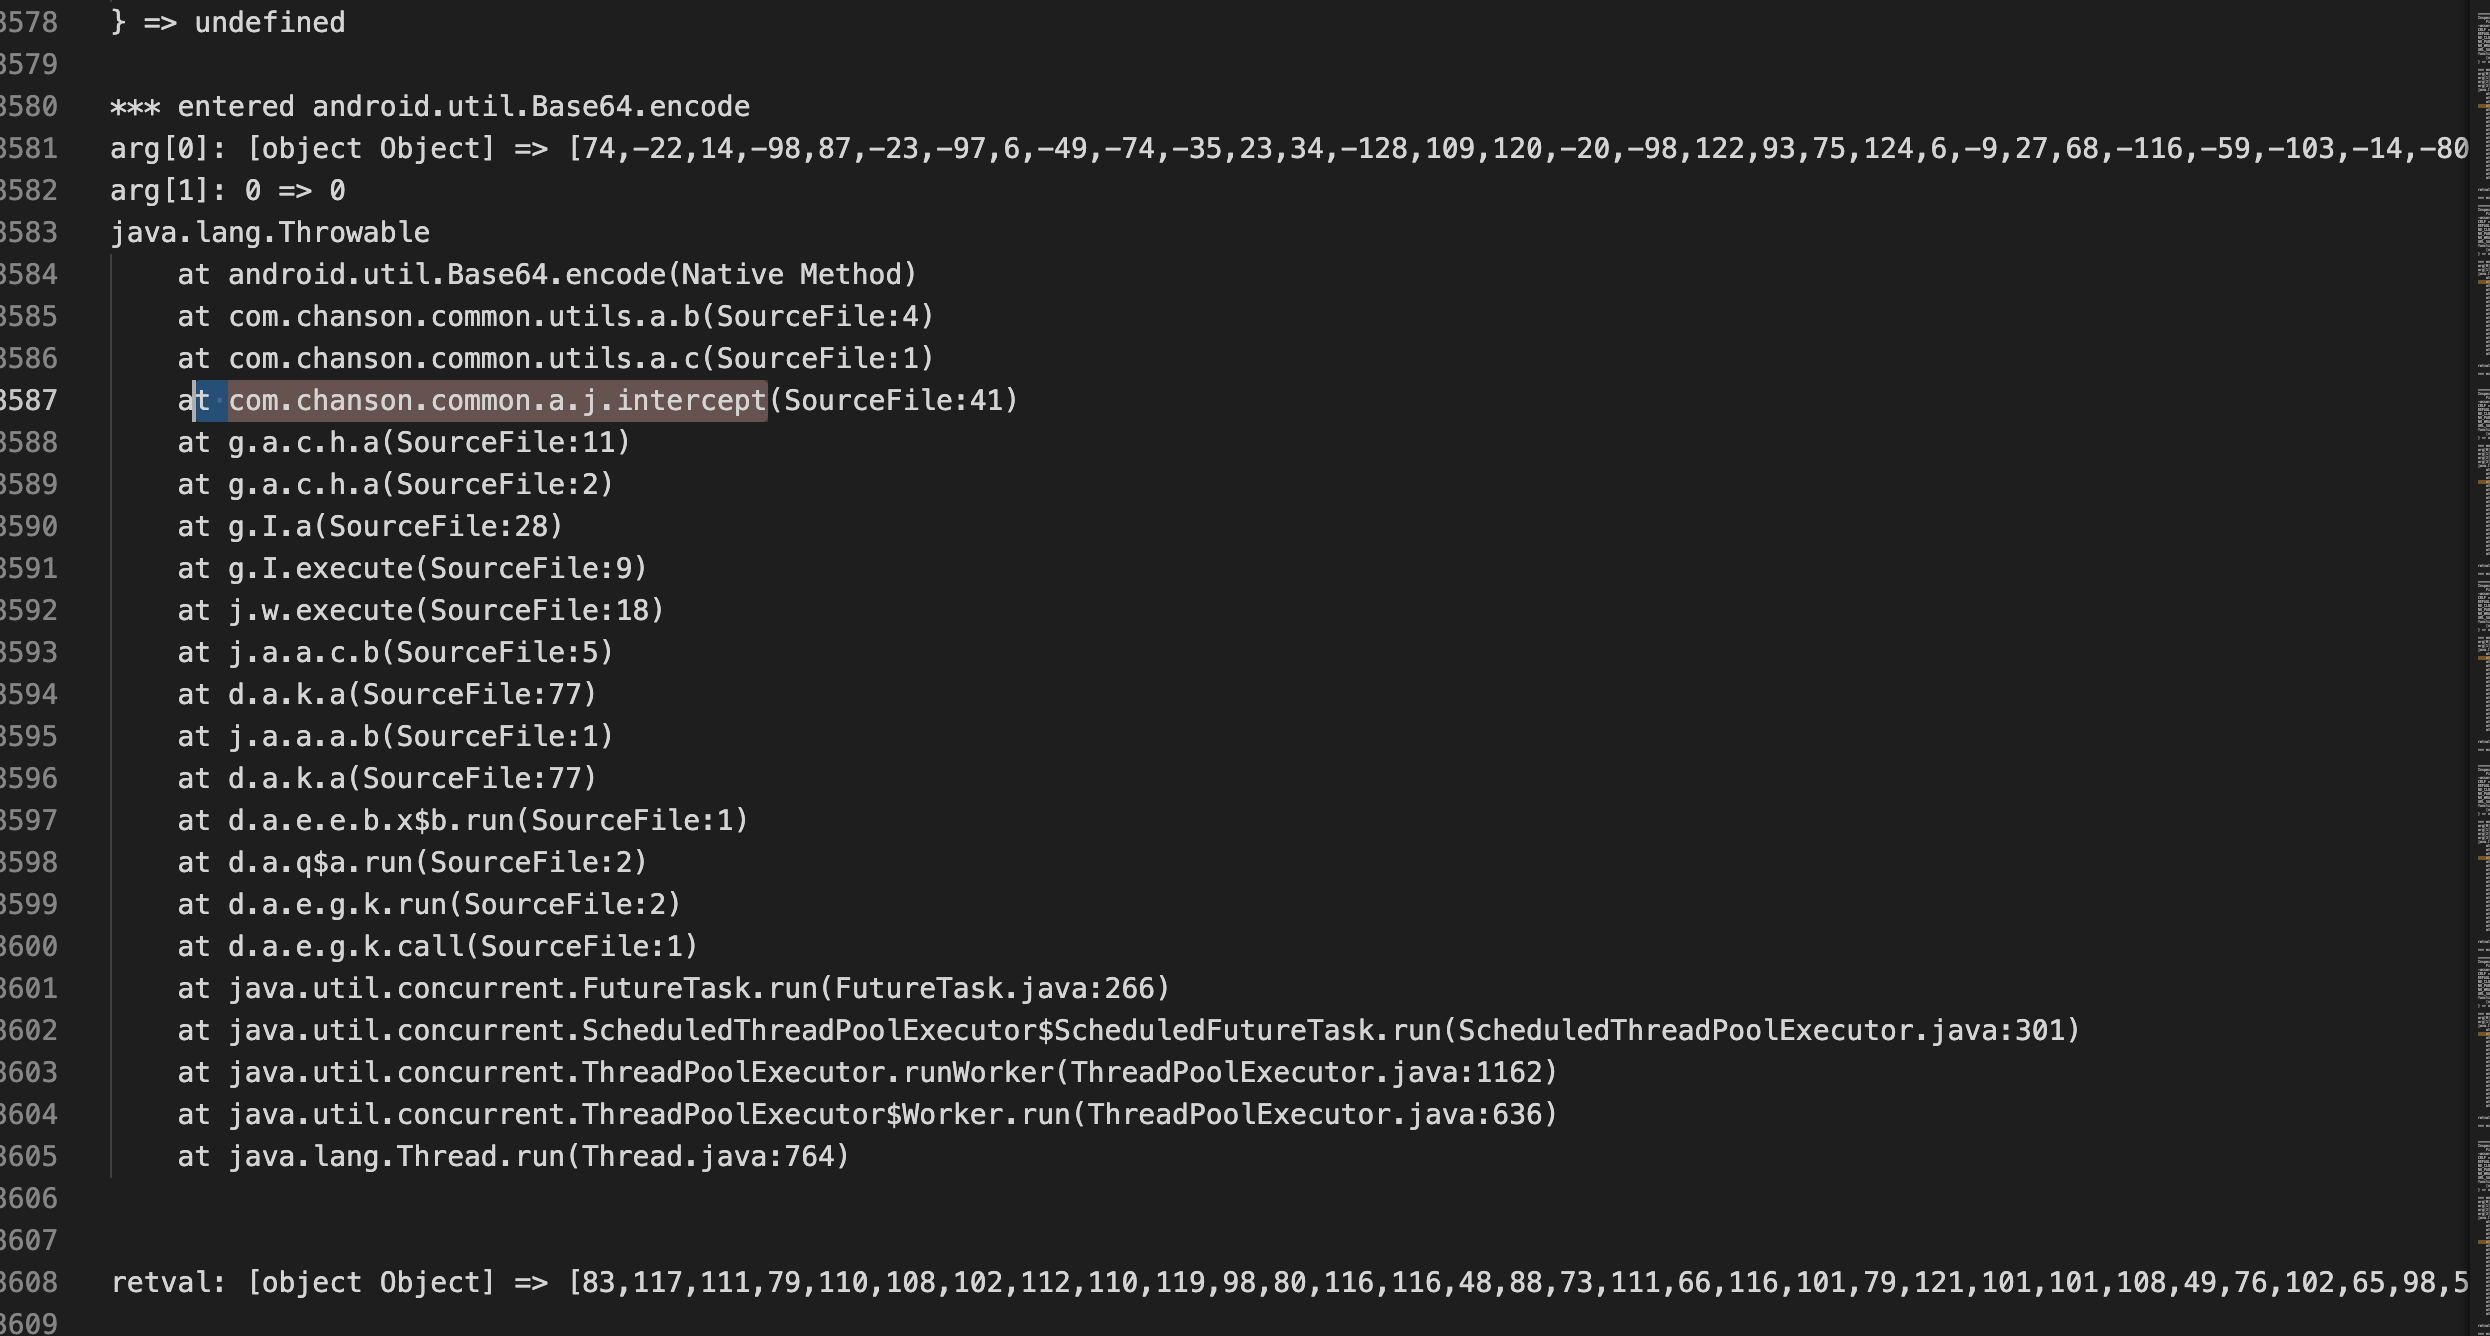 3578 } => undefined
3579
3580 *** entered android.util.Base64.encode
3581 arg[0]: [object Object] => [74,-22,14,-98,87,-23,-97,6,-49,-74,-35,23,34,-128,109,120,-20,-98,122,93,75,124,6,-9,27,68,-116,-59,-103,-14,-80
3582 arg[1]: 0 => 0
3583 java.lang.Throwable
3584 at android.util.Base64.encode(Native Method)
3585 at com.chanson.common.utils.a.b(SourceFile:4)
3586 at com.chanson.common.utils.a.c(SourceFile:1)
3587 at com.chanson.common.a.j.intercept(SourceFile:41)
3588 at g.a.c.h.a(SourceFile:11)
3589 at g.a.c.h.a(SourceFile:2)
3590 at g.I.a(SourceFile:28)
3591 at g.I.execute(SourceFile:9)
3592 at j.w.execute(SourceFile:18)
3593 at j.a.a.c.b(SourceFile:5)
3594 at d.a.k.a(SourceFile:77)
3595 at j.a.a.a.b(SourceFile:1)
3596 at d.a.k.a(SourceFile:77)
3597 at d.a.e.e.b.x$b.run(SourceFile:1)
3598 at d.a.q$a.run(SourceFile:2)
3599 at d.a.e.g.k.run(SourceFile:2)
3600 at d.a.e.g.k.call(SourceFile:1)
3601 at java.util.concurrent.FutureTask.run(FutureTask.java:266)
3602 at java.util.concurrent.ScheduledThreadPoolExecutor$ScheduledFutureTask.run(ScheduledThreadPoolExecutor.java:301)
3603 at java.util.concurrent.ThreadPoolExecutor.runWorker(ThreadPoolExecutor.java:1162)
3604 at java.util.concurrent.ThreadPoolExecutor$Worker.run(ThreadPoolExecutor.java:636)
3605 at java.lang.Thread.run(Thread.java:764)
3606
3607
3608 retval: [object Object] => [83,117,111,79,110,108,102,112,110,119,98,80,116,116,48,88,73,111,66,116,101,79,121,101,101,108,49,76,102,65,98,5
3609